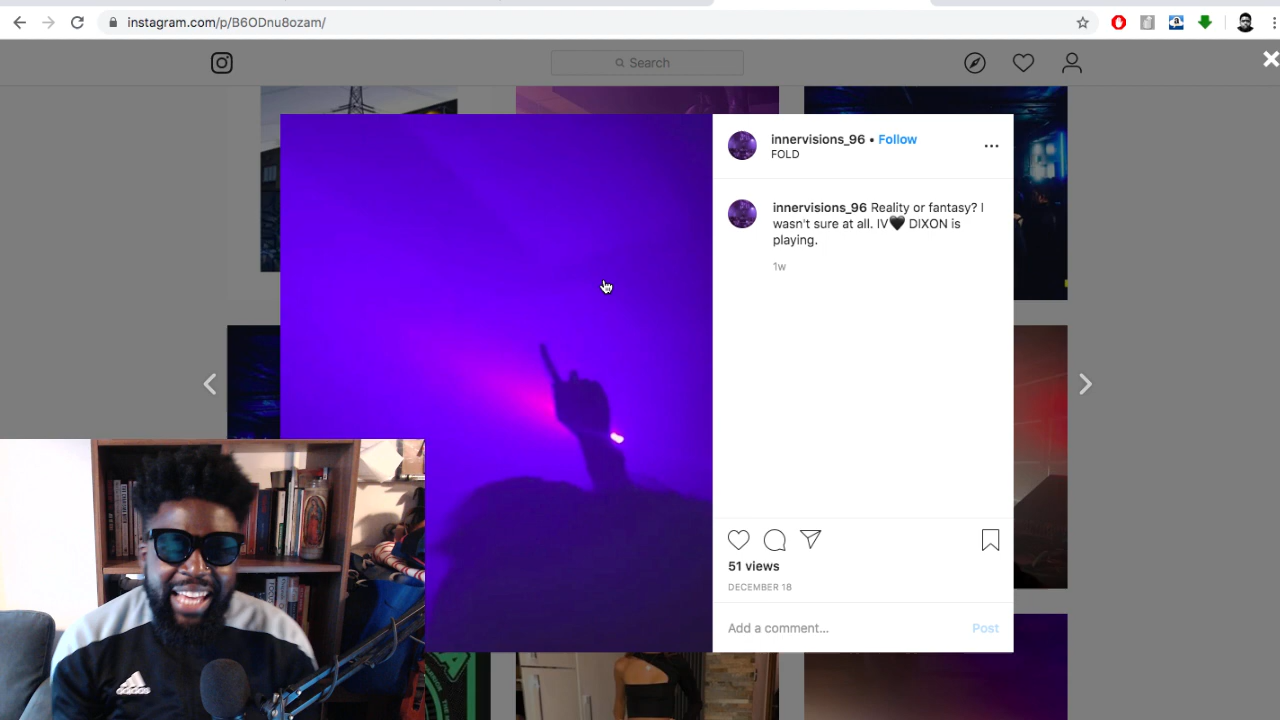 instagram.com/p/B6ODnu8ozam/
Search
innervisions_96 • Follow
FOLD
innervisions_96 Reality or fantasy? I
wasn't sure at all. IV🖤 DIXON is
playing.
1w
51 views
DECEMBER 18
Add a comment...
Post